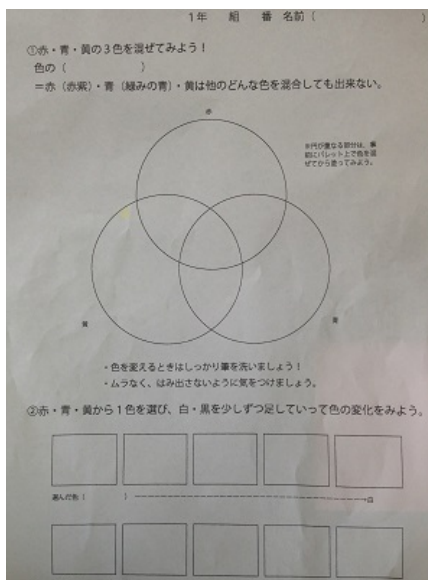 1年 組 番 名前( )
①赤・青・黄の3色を混ぜてみよう！
色の( )
＝赤（赤紫）・青（緑みの青）・黄は他のどんな色を混合しても出来ない。
赤
※円が重なる部分は、事
前にパレット上で色を混
ぜてから塗ってみよう。
黄
青
・色を変えるときはしっかり筆を洗いましょう！
・ムラなく、はみ出さないように気をつけましょう。
②赤・青・黄から1色を選び、白・黒を少しずつ足していって色の変化をみよう。
選んだ色( ) 白